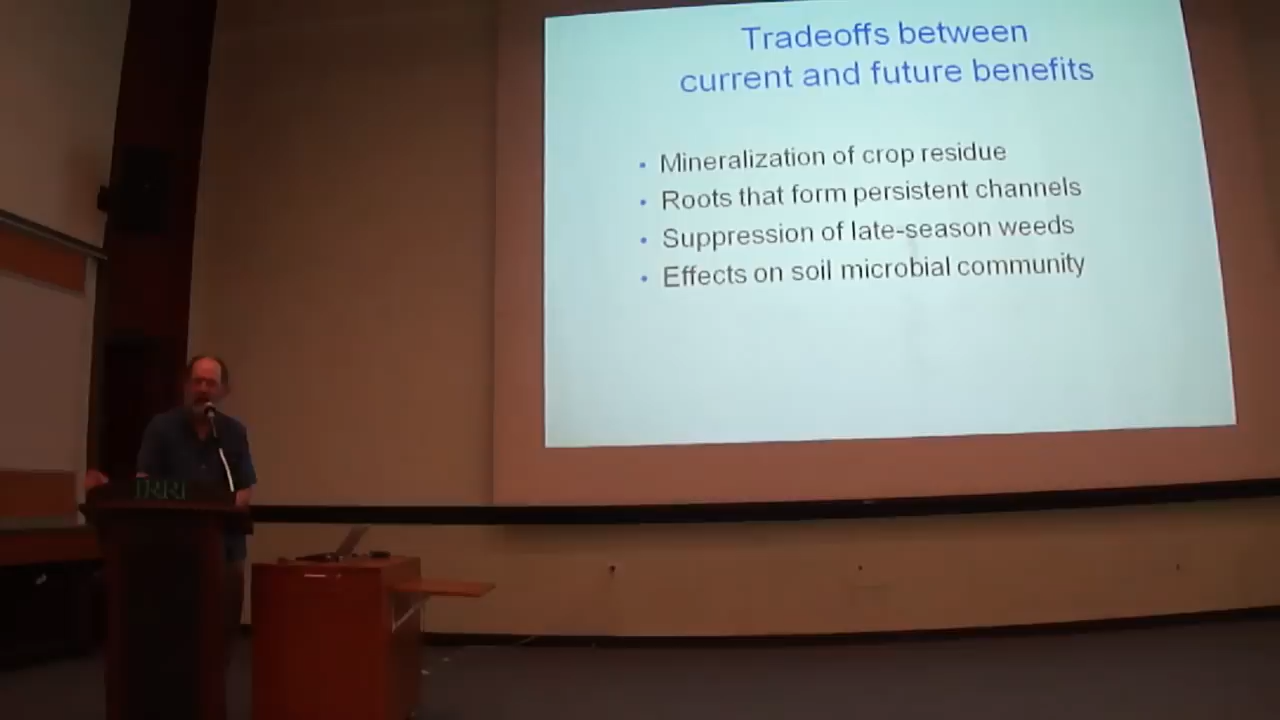 Tradeoffs between
current and future benefits
• Mineralization of crop residue
• Roots that form persistent channels
• Suppression of late-season weeds
• Effects on soil microbial community
IRRI